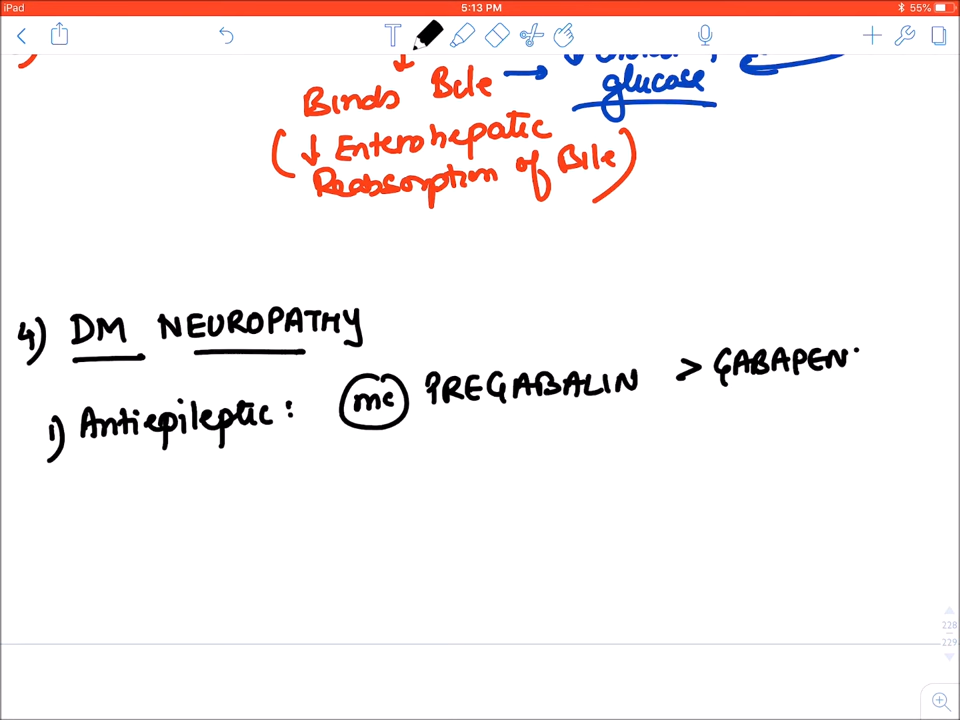 iPad 5:13 PM 55%
T
glucose
Binds Bile →
(↓ Enterohepatic
Reabsorption of Bile)
4) DM NEUROPATHY
1) Antiepileptic: mc PREGABALIN > GABAPEN
228
229